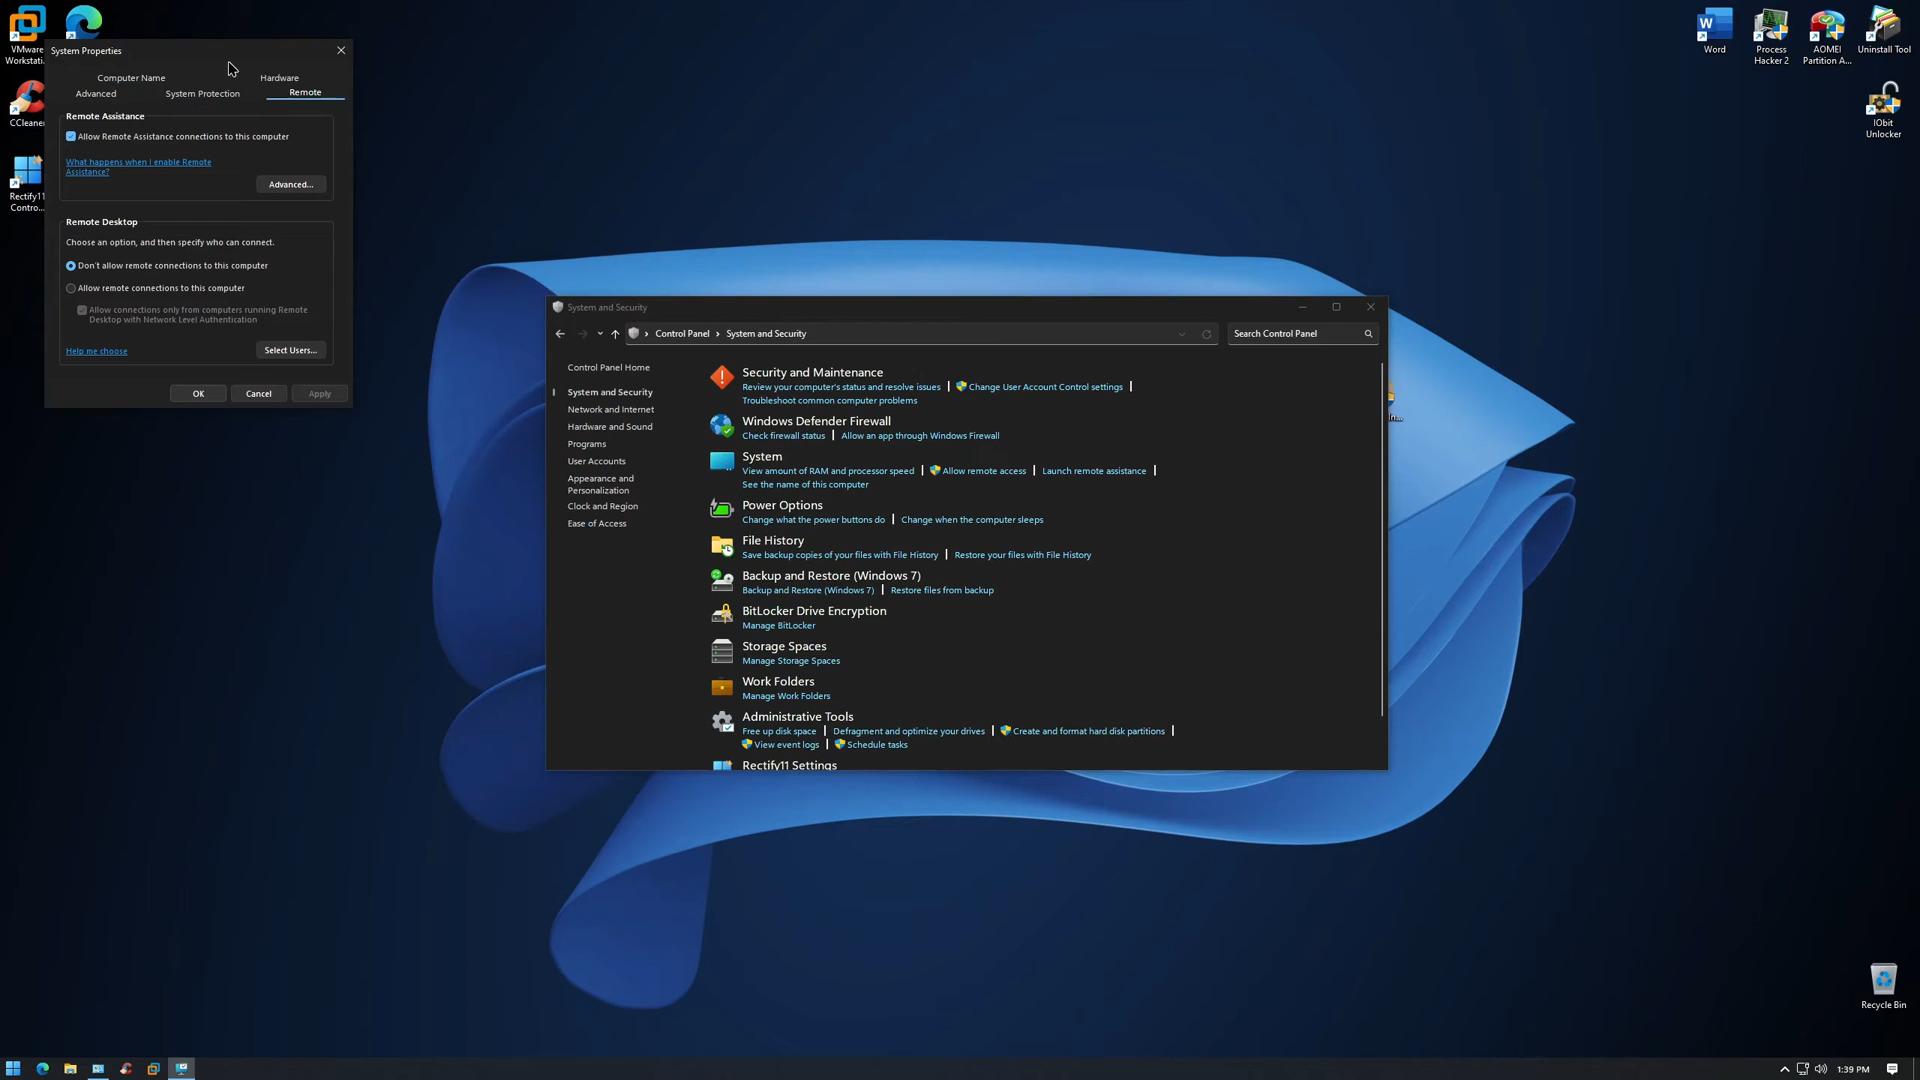 VMware
Workstati...
System Properties
Computer Name
Hardware
Advanced
System Protection
Remote
Remote Assistance
Allow Remote Assistance connections to this computer
What happens when I enable Remote
Assistance?
Advanced...
Remote Desktop
Choose an option, and then specify who can connect.
Don't allow remote connections to this computer
Allow remote connections to this computer
Allow connections only from computers running Remote
Desktop with Network Level Authentication
Help me choose
Select Users...
OK
Cancel
Apply
CCleaner
Rectify11
Contro...
System and Security
Control Panel
System and Security
Search Control Panel
Control Panel Home
System and Security
Network and Internet
Hardware and Sound
Programs
User Accounts
Appearance and
Personalization
Clock and Region
Ease of Access
Security and Maintenance
Review your computer's status and resolve issues
Change User Account Control settings
Troubleshoot common computer problems
Windows Defender Firewall
Check firewall status
Allow an app through Windows Firewall
System
View amount of RAM and processor speed
Allow remote access
Launch remote assistance
See the name of this computer
Power Options
Change what the power buttons do
Change when the computer sleeps
File History
Save backup copies of your files with File History
Restore your files with File History
Backup and Restore (Windows 7)
Backup and Restore (Windows 7)
Restore files from backup
BitLocker Drive Encryption
Manage BitLocker
Storage Spaces
Manage Storage Spaces
Work Folders
Manage Work Folders
Administrative Tools
Free up disk space
Defragment and optimize your drives
Create and format hard disk partitions
View event logs
Schedule tasks
Rectify11 Settings
W
Word
Process
Hacker 2
AOMEI
Partition A...
Uninstall Tool
IObit
Unlocker
Recycle Bin
1:39 PM